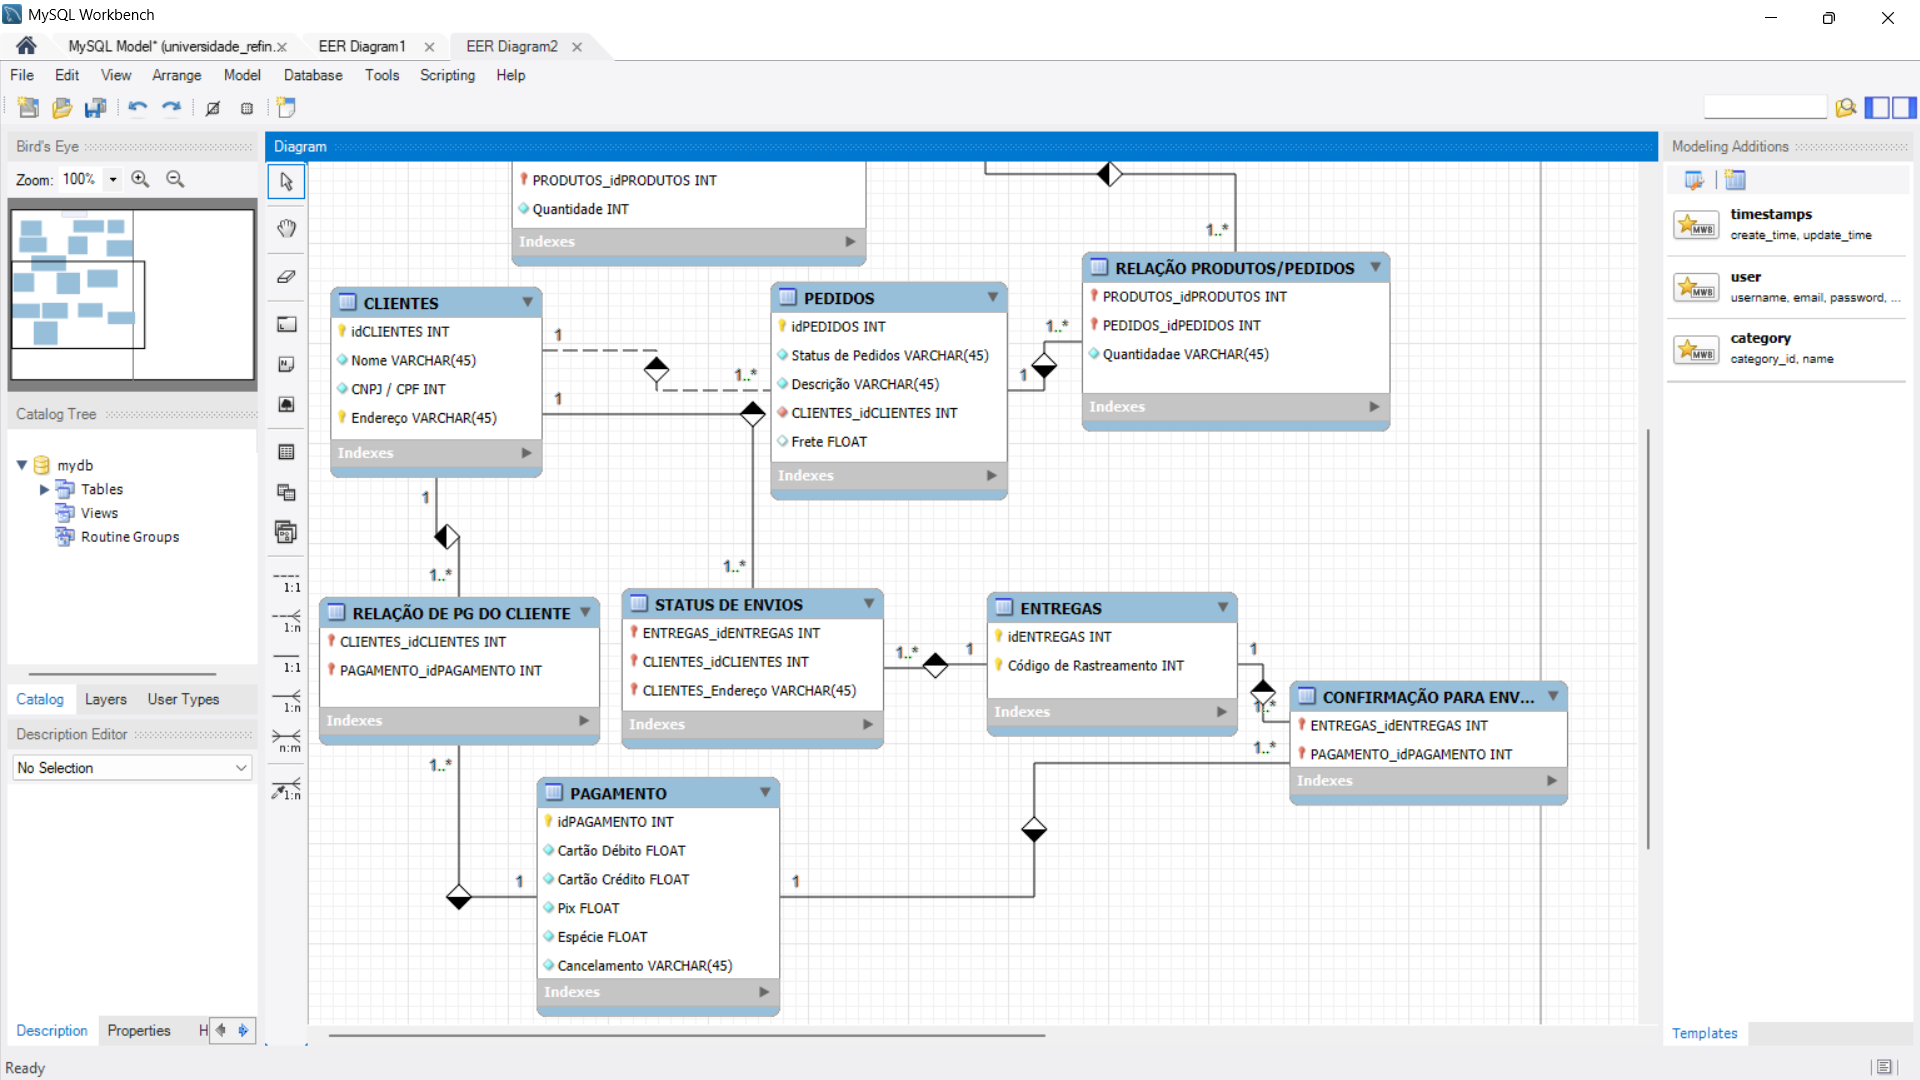 MySQL Workbench
MySQL Model* (universidade_refin.
EER Diagram1
EER Diagram2
File Edit View Arrange Model Database Tools Scripting Help
Bird's Eye
Zoom: 100%
Diagram
Modeling Additions
timestamps
create_time, update_time
user
username, email, password, ...
category
category_id, name
PRODUTOS_idPRODUTOS INT
Quantidade INT
Indexes
1..*
RELAÇÃO PRODUTOS/PEDIDOS
PRODUTOS_idPRODUTOS INT
PEDIDOS_idPEDIDOS INT
Quantidadae VARCHAR(45)
Indexes
CLIENTES
idCLIENTES INT
Nome VARCHAR(45)
CNPJ / CPF INT
Endereço VARCHAR(45)
Indexes
1
1..*
1
PEDIDOS
idPEDIDOS INT
Status de Pedidos VARCHAR(45)
Descrição VARCHAR(45)
CLIENTES_idCLIENTES INT
Frete FLOAT
Indexes
1..*
1
Catalog Tree
mydb
Tables
Views
Routine Groups
1
1..*
1..*
1:1
1:n
1:1
1:n
n:m
1:n
RELAÇÃO DE PG DO CLIENTE
CLIENTES_idCLIENTES INT
PAGAMENTO_idPAGAMENTO INT
Indexes
STATUS DE ENVIOS
ENTREGAS_idENTREGAS INT
CLIENTES_idCLIENTES INT
CLIENTES_Endereço VARCHAR(45)
Indexes
1..*
1
ENTREGAS
idENTREGAS INT
Código de Rastreamento INT
Indexes
1
1..*
1..*
CONFIRMAÇÃO PARA ENV...
ENTREGAS_idENTREGAS INT
PAGAMENTO_idPAGAMENTO INT
Indexes
Catalog Layers User Types
Description Editor
No Selection
1..*
1
PAGAMENTO
idPAGAMENTO INT
Cartão Débito FLOAT
Cartão Crédito FLOAT
Pix FLOAT
Espécie FLOAT
Cancelamento VARCHAR(45)
Indexes
1
Description Properties H
Templates
Ready